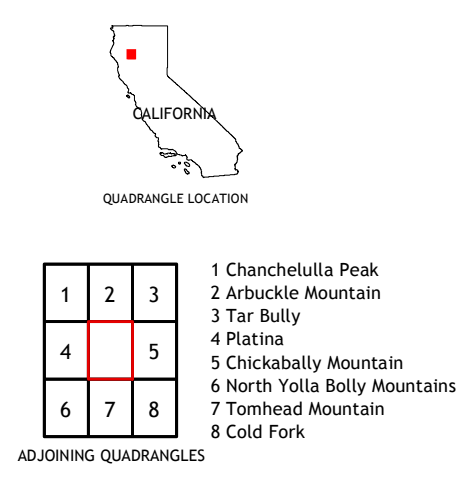 CALIFORNIA
QUADRANGLE LOCATION
1 2 3
4 5
6 7 8
ADJOINING QUADRANGLES
1 Chanchelulla Peak
2 Arbuckle Mountain
3 Tar Bully
4 Platina
5 Chickabally Mountain
6 North Yolla Bolly Mountains
7 Tomhead Mountain
8 Cold Fork